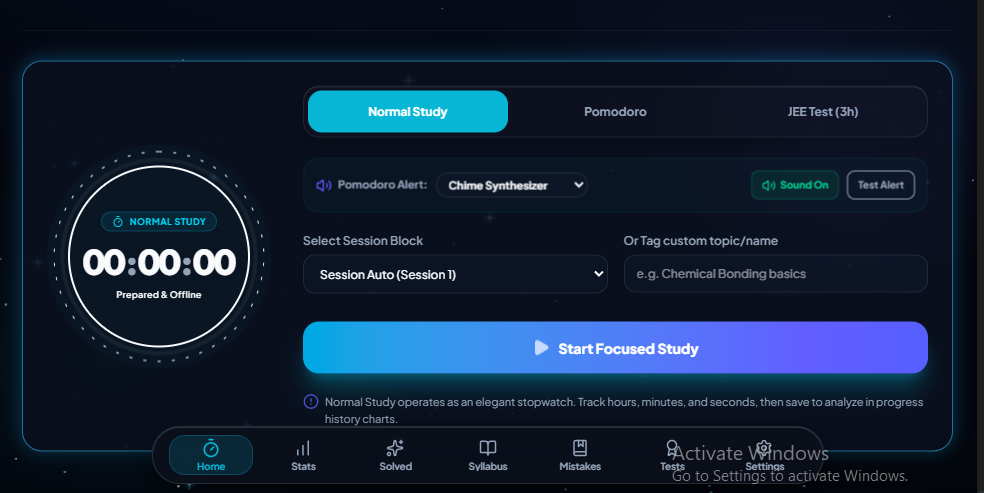 Normal Study
Pomodoro
JEE Test (3h)
Pomodoro Alert:
Chime Synthesizer
Sound On
Test Alert
NORMAL STUDY
00:00:00
Prepared & Offline
Select Session Block
Or Tag custom topic/name
Session Auto (Session 1)
e.g. Chemical Bonding basics
Start Focused Study
Normal Study operates as an elegant stopwatch. Track hours, minutes, and seconds, then save to analyze in progress
history charts.
Home
Stats
Solved
Syllabus
Mistakes
Tests
Settings
Activate Windows
Go to Settings to activate Windows.